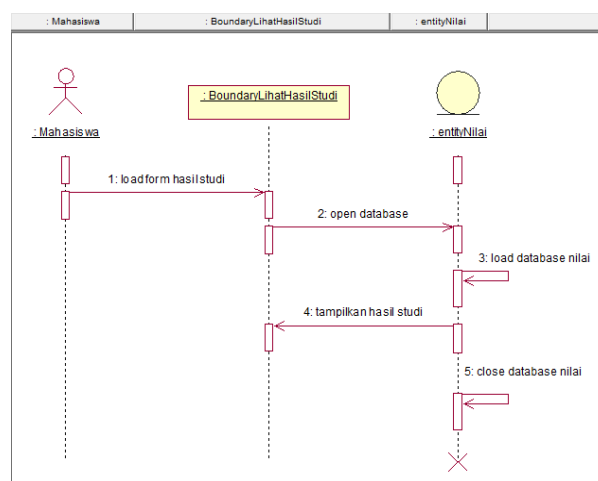 : Mahasiswa
: BoundaryLihatHasilStudi
: entityNilai
: Mahasiswa
: BoundaryLihatHasilStudi
: entityNilai
1: load form hasil studi
2: open database
3: load database nilai
4: tampilkan hasil studi
5: close database nilai